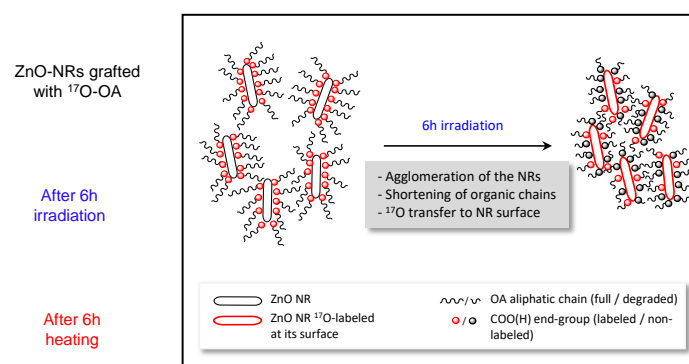 ZnO-NRs grafted
with ¹⁷O-OA
After 6h
irradiation
After 6h
heating
6h irradiation
- Agglomeration of the NRs
- Shortening of organic chains
- ¹⁷O transfer to NR surface
ZnO NR
ZnO NR ¹⁷O-labeled
at its surface
/ OA aliphatic chain (full / degraded)
/ COO(H) end-group (labeled / non-
labeled)